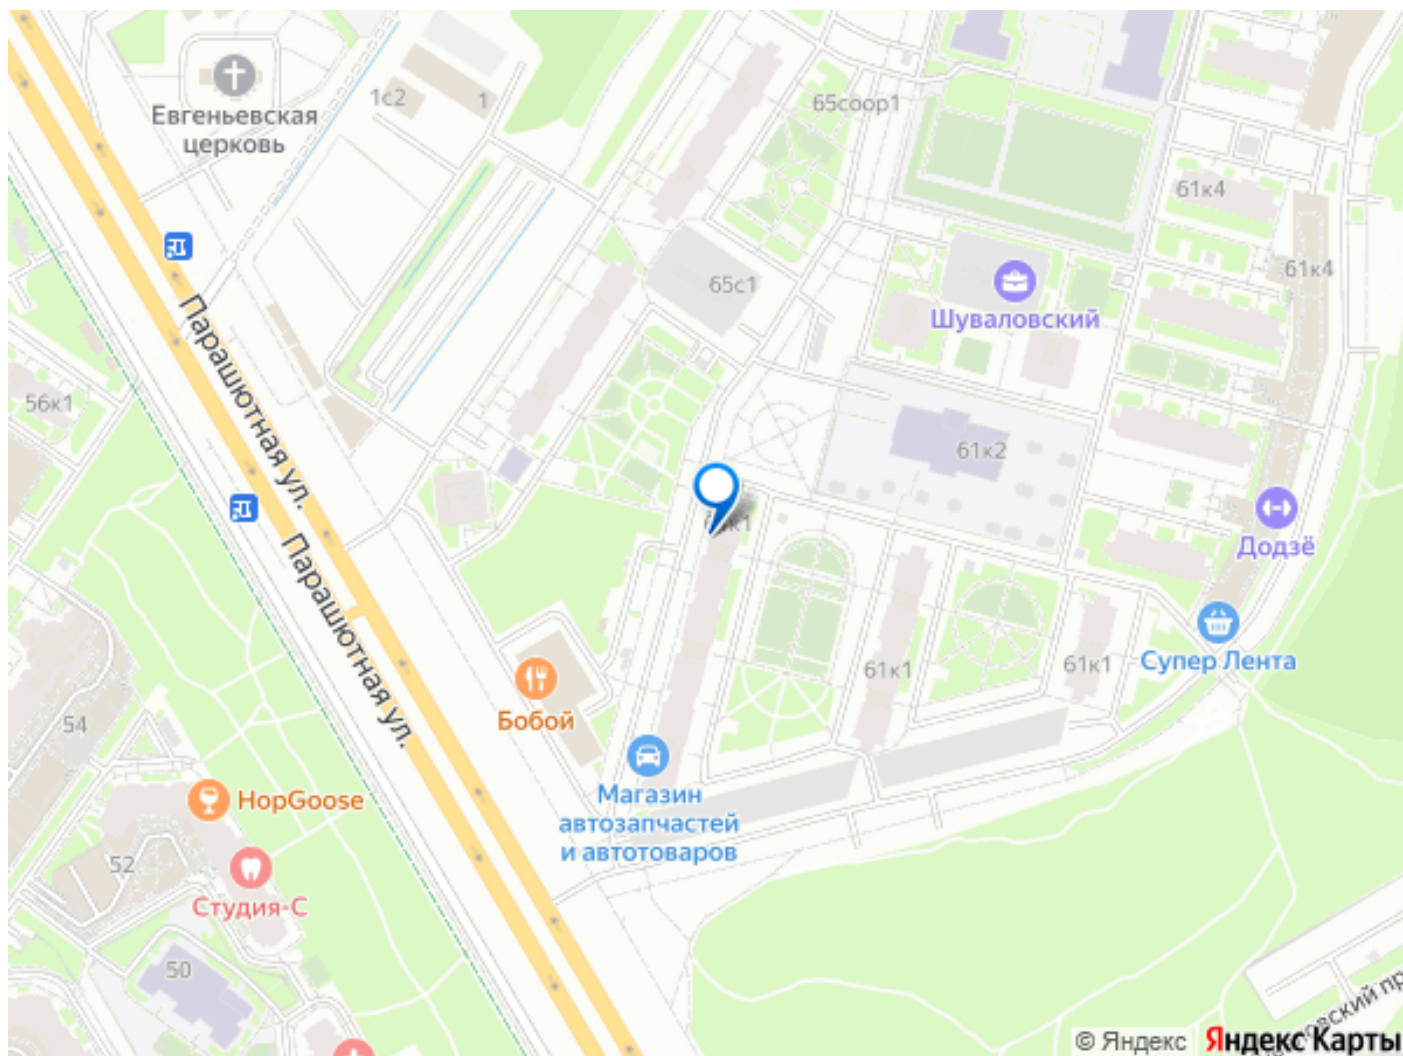 1с2
1
65соор1
Евгеньевская
церковь
61к4
65с1
61к4
Шуваловский
Парашютная ул.
56к1
61к2
Додзё
Парашютная ул.
61к1
61к1
Супер Лента
Бобой
54
HopGoose
Магазин
автозапчастей
и автотоваров
52
Студия-С
50
© Яндекс
Яндекс Карты